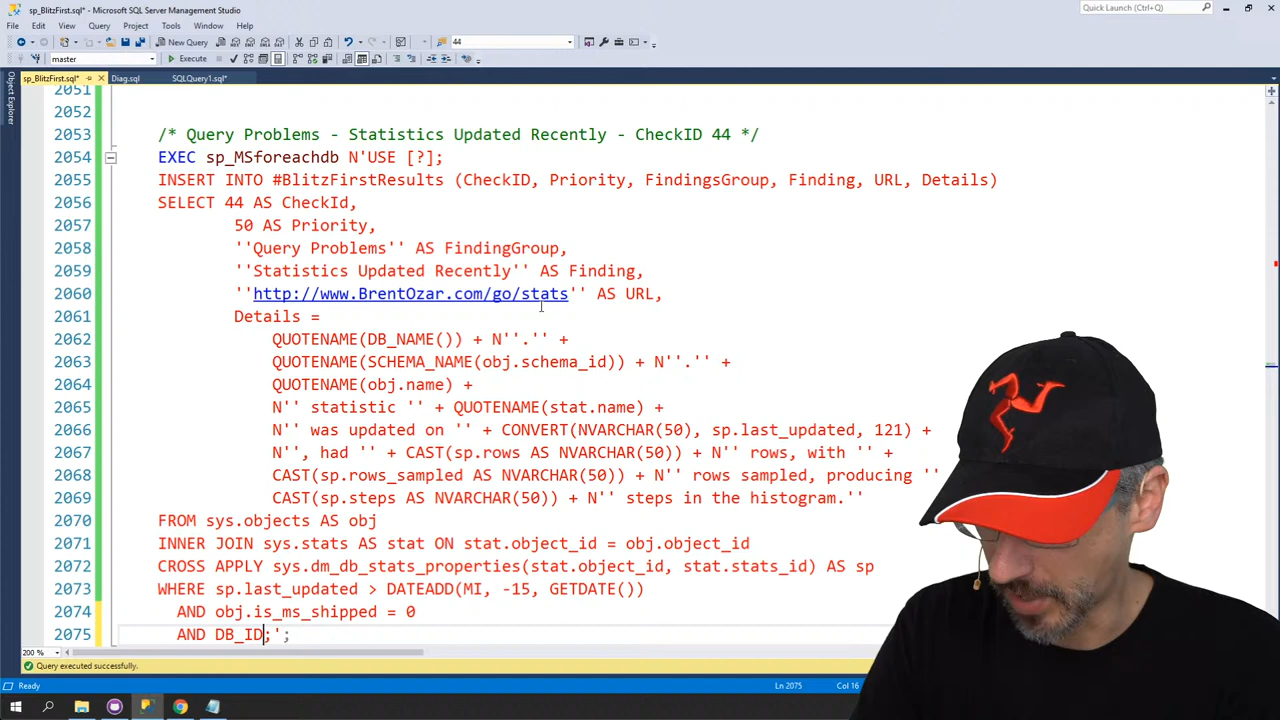 sp_BlitzFirst.sql* - Microsoft SQL Server Management Studio
Quick Launch (Ctrl+Q)
File Edit View Query Project Tools Window Help
New Query 44
master Execute
sp_BlitzFirst.sql* Diag.sql SQLQuery1.sql*
Object Explorer
2051
2052
2053 /* Query Problems - Statistics Updated Recently - CheckID 44 */
2054 EXEC sp_MSforeachdb N'USE [?];
2055 INSERT INTO #BlitzFirstResults (CheckID, Priority, FindingsGroup, Finding, URL, Details)
2056 SELECT 44 AS CheckId,
2057 50 AS Priority,
2058 ''Query Problems'' AS FindingGroup,
2059 ''Statistics Updated Recently'' AS Finding,
2060 ''http://www.BrentOzar.com/go/stats'' AS URL,
2061 Details =
2062 QUOTENAME(DB_NAME()) + N''.'' +
2063 QUOTENAME(SCHEMA_NAME(obj.schema_id)) + N''.'' +
2064 QUOTENAME(obj.name) +
2065 N'' statistic '' + QUOTENAME(stat.name) +
2066 N'' was updated on '' + CONVERT(NVARCHAR(50), sp.last_updated, 121) +
2067 N'', had '' + CAST(sp.rows AS NVARCHAR(50)) + N'' rows, with '' +
2068 CAST(sp.rows_sampled AS NVARCHAR(50)) + N'' rows sampled, producing ''
2069 CAST(sp.steps AS NVARCHAR(50)) + N'' steps in the histogram.''
2070 FROM sys.objects AS obj
2071 INNER JOIN sys.stats AS stat ON stat.object_id = obj.object_id
2072 CROSS APPLY sys.dm_db_stats_properties(stat.object_id, stat.stats_id) AS sp
2073 WHERE sp.last_updated > DATEADD(MI, -15, GETDATE())
2074 AND obj.is_ms_shipped = 0
2075 AND DB_ID;';
200 %
Query executed successfully.
Ready Ln 2075 Col 16